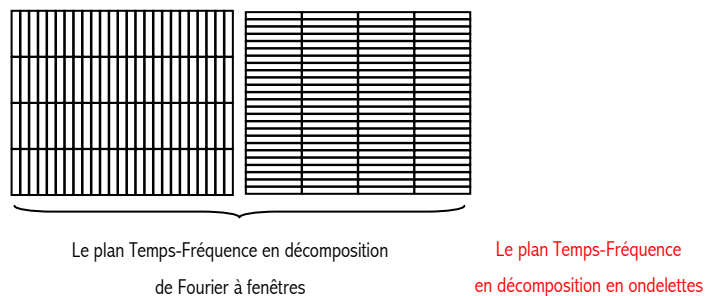 Le plan Temps-Fréquence en décomposition
de Fourier à fenêtres
Le plan Temps-Fréquence
en décomposition en ondelettes